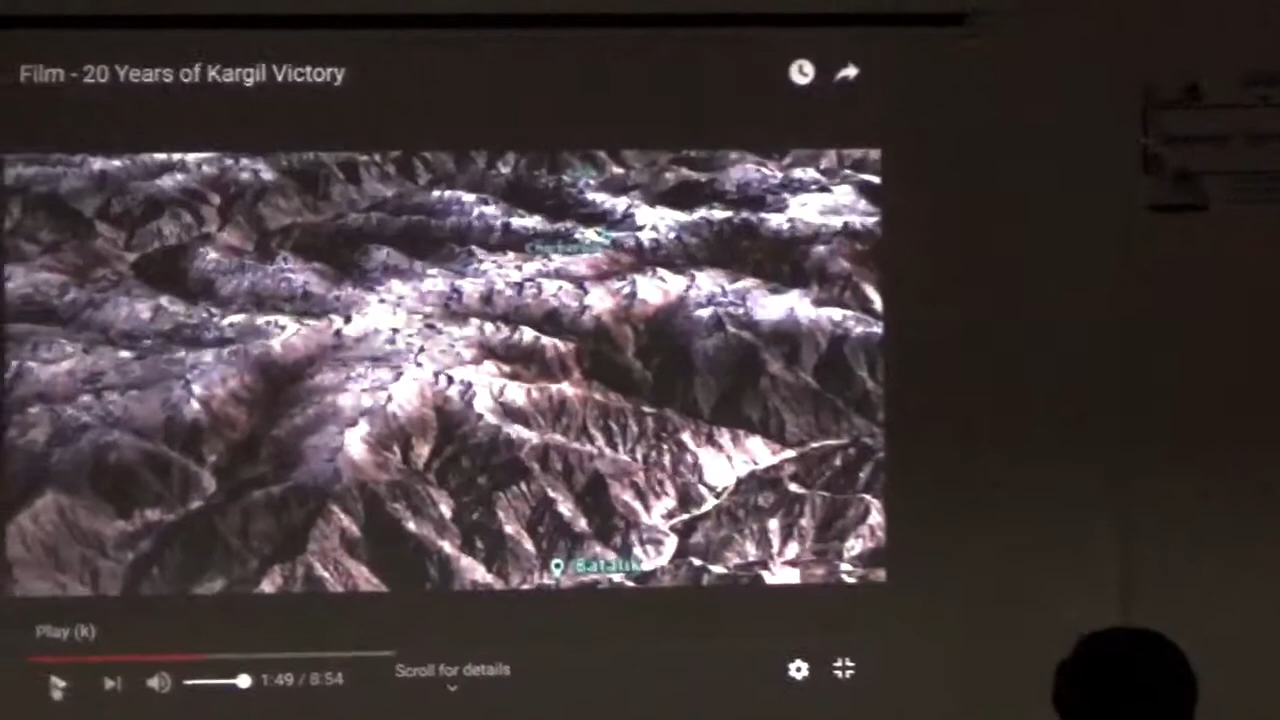 Film - 20 Years of Kargil Victory
Batalik
Play (k)
1:49 / 8:54
Scroll for details